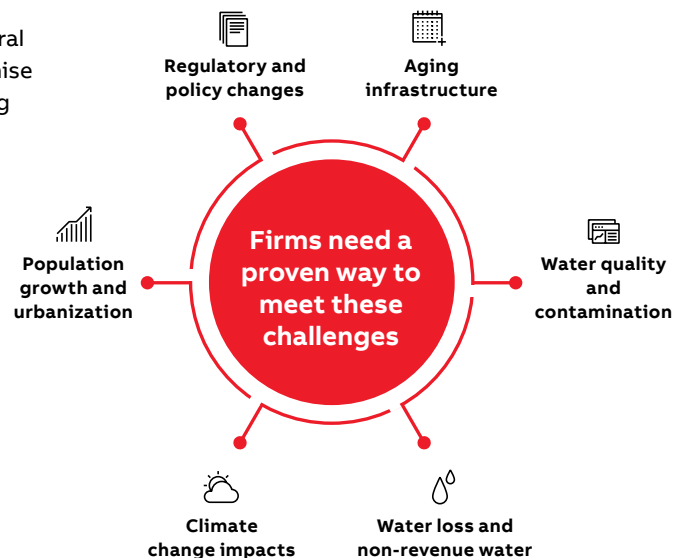 Regulatory and
policy changes
Aging
infrastructure
Population
growth and
urbanization
Firms need a
proven way to
meet these
challenges
Water quality
and
contamination
Climate
change impacts
Water loss and
non-revenue water